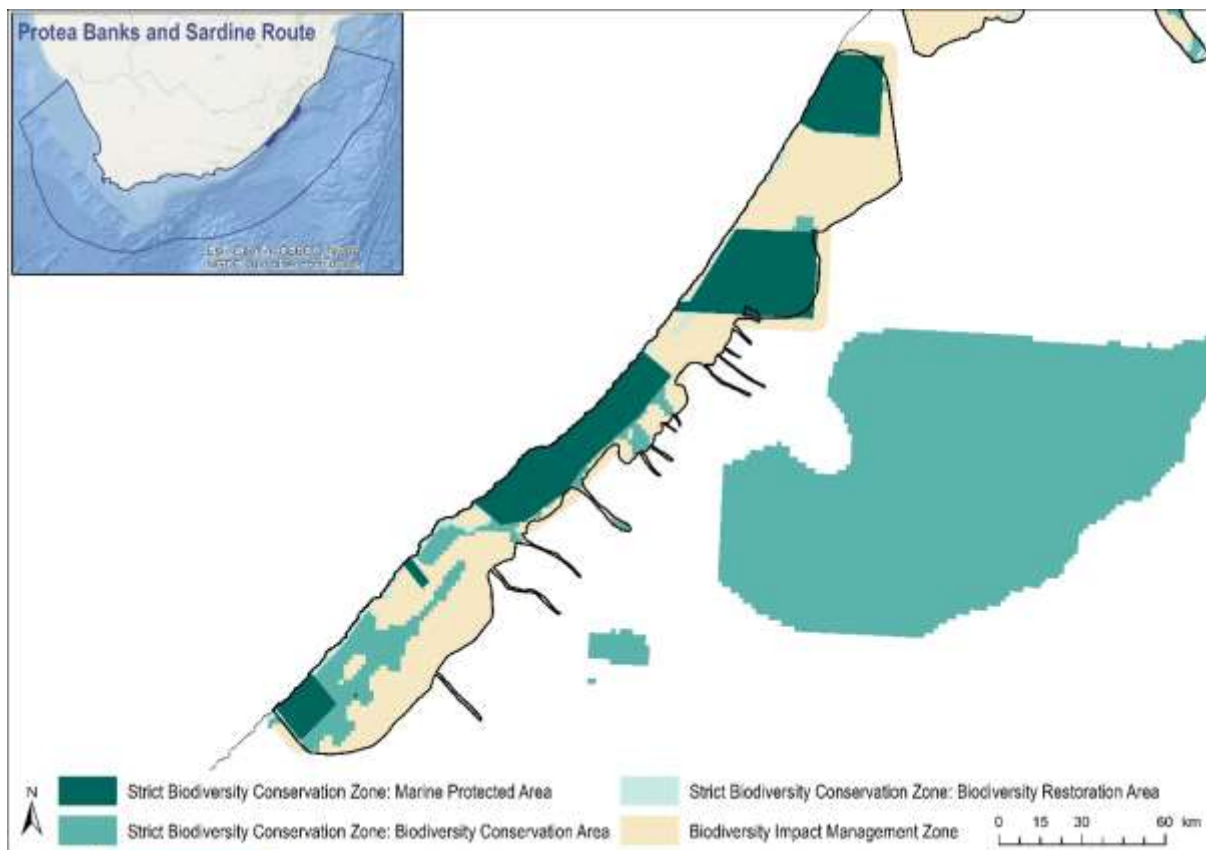 Protea Banks and Sardine Route
N
Strict Biodiversity Conservation Zone: Marine Protected Area
Strict Biodiversity Conservation Zone: Biodiversity Conservation Area
Strict Biodiversity Conservation Zone: Biodiversity Restoration Area
Biodiversity Impact Management Zone
0 15 30 60 km